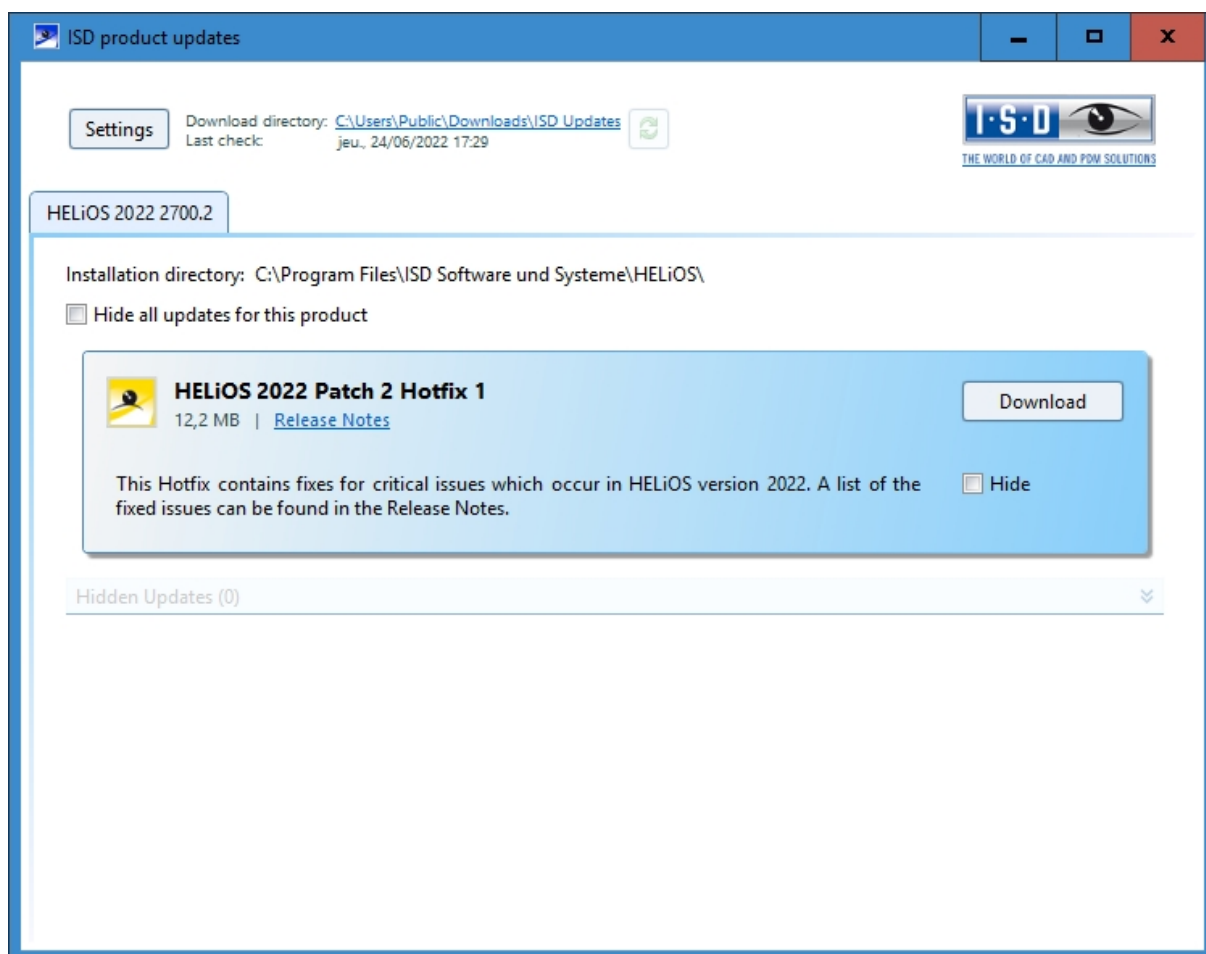 ISD product updates
Settings
Download directory: C:\Users\Public\Downloads\ISD Updates
Last check: jeu., 24/06/2022 17:29
I·S·D
THE WORLD OF CAD AND PDM SOLUTIONS
HELiOS 2022 2700.2
Installation directory: C:\Program Files\ISD Software und Systeme\HELiOS\
Hide all updates for this product
HELiOS 2022 Patch 2 Hotfix 1
12,2 MB | Release Notes
Download
This Hotfix contains fixes for critical issues which occur in HELiOS version 2022. A list of the
fixed issues can be found in the Release Notes.
Hide
Hidden Updates (0)